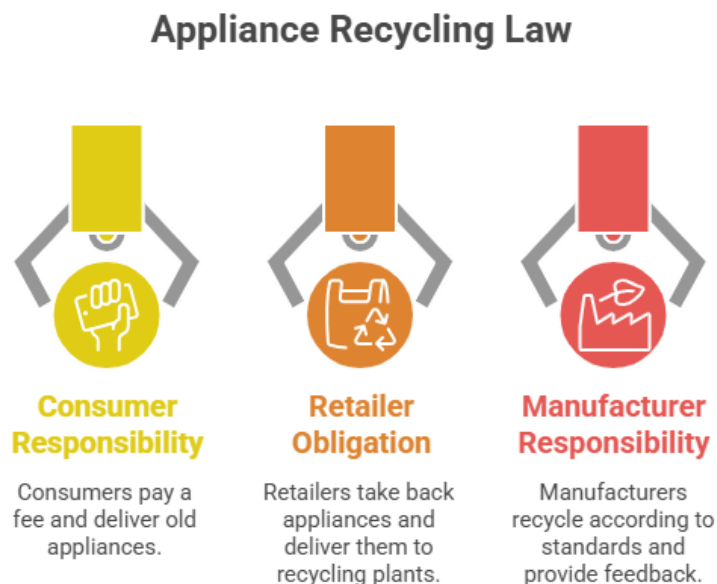 Appliance Recycling Law
Consumer
Responsibility
Consumers pay a
fee and deliver old
appliances.
Retailer
Obligation
Retailers take back
appliances and
deliver them to
recycling plants.
Manufacturer
Responsibility
Manufacturers
recycle according to
standards and
provide feedback.